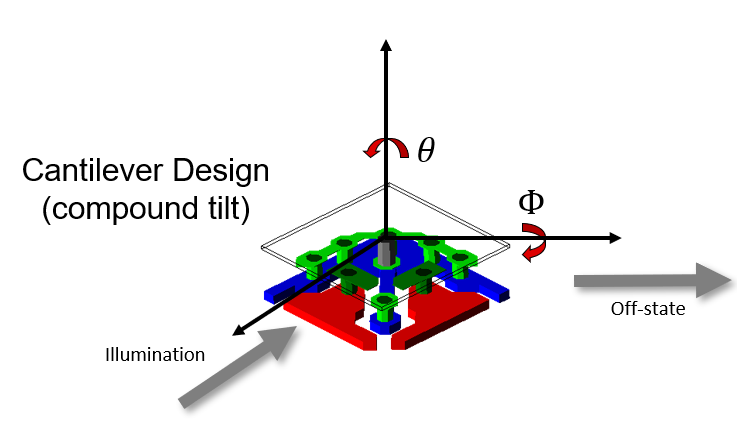 θ
Cantilever Design
(compound tilt)
Φ
Off-state
Illumination